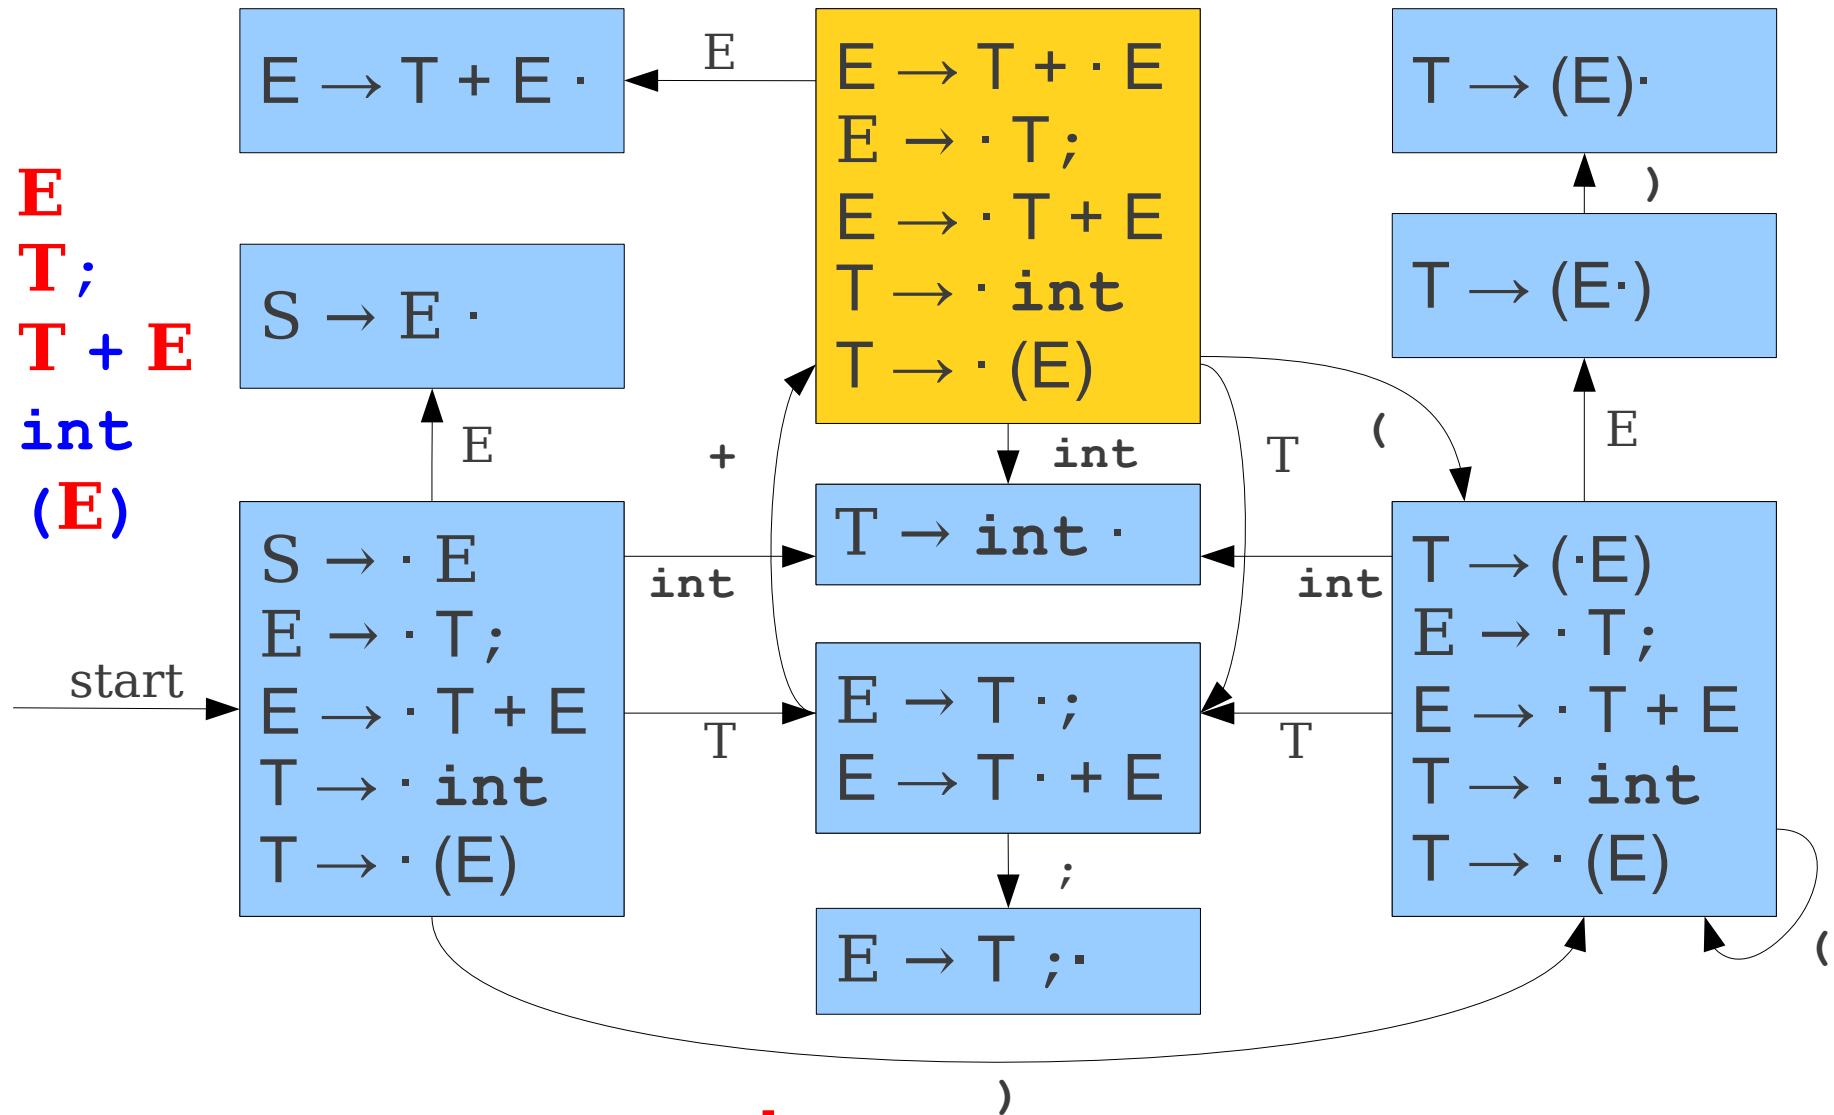 E
T ;
T + E
int
(E)
E → T + E ·
E
E → T + · E
E → · T ;
E → · T + E
T → · int
T → · (E)
T → (E)·
)
T → (E·)
S → E ·
E
+
int
T
(
E
T → int ·
int
int
start
S → · E
E → · T ;
E → · T + E
T → · int
T → · (E)
T
E → T · ;
E → T · + E
T
T → (·E)
E → · T ;
E → · T + E
T → · int
T → · (E)
;
(
E → T ;·
)